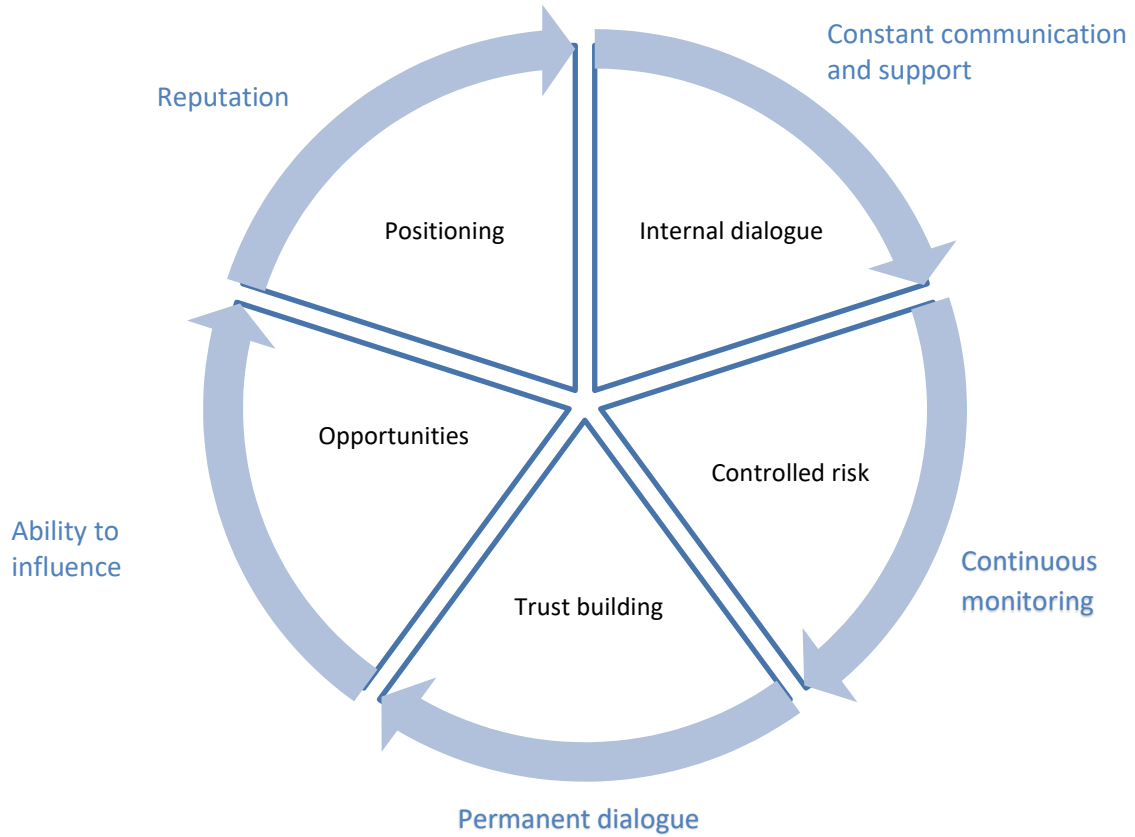 Constant communication
and support
Reputation
Positioning
Internal dialogue
Opportunities
Controlled risk
Ability to
influence
Continuous
monitoring
Trust building
Permanent dialogue